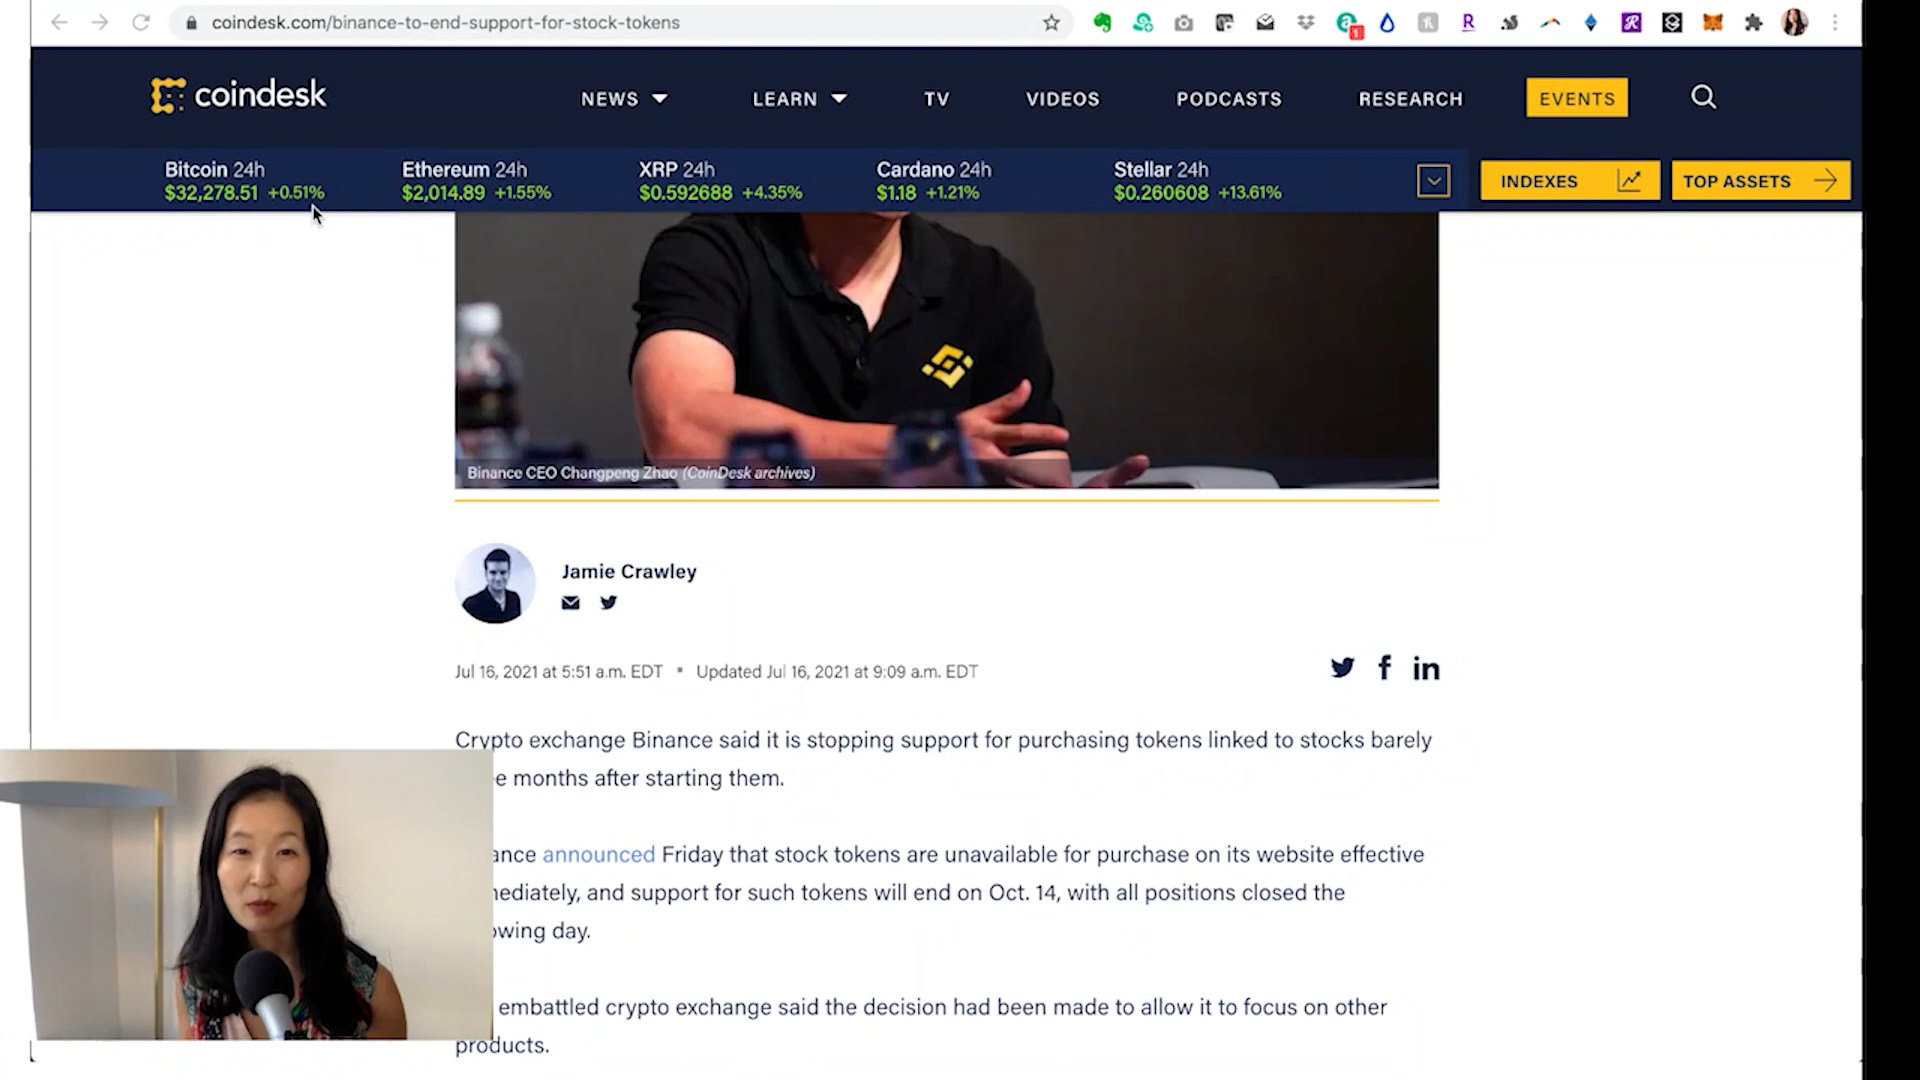 coindesk.com/binance-to-end-support-for-stock-tokens
coindesk
NEWS LEARN TV VIDEOS PODCASTS RESEARCH EVENTS
Bitcoin 24h
$32,278.51 +0.51%
Ethereum 24h
$2,014.89 +1.55%
XRP 24h
$0.592688 +4.35%
Cardano 24h
$1.18 +1.21%
Stellar 24h
$0.260608 +13.61%
INDEXES
TOP ASSETS
Binance CEO Changpeng Zhao (CoinDesk archives)
Jamie Crawley
Jul 16, 2021 at 5:51 a.m. EDT ▪ Updated Jul 16, 2021 at 9:09 a.m. EDT
Crypto exchange Binance said it is stopping support for purchasing tokens linked to stocks barely
e months after starting them.
ance announced Friday that stock tokens are unavailable for purchase on its website effective
nediately, and support for such tokens will end on Oct. 14, with all positions closed the
owing day.
embattled crypto exchange said the decision had been made to allow it to focus on other
products.